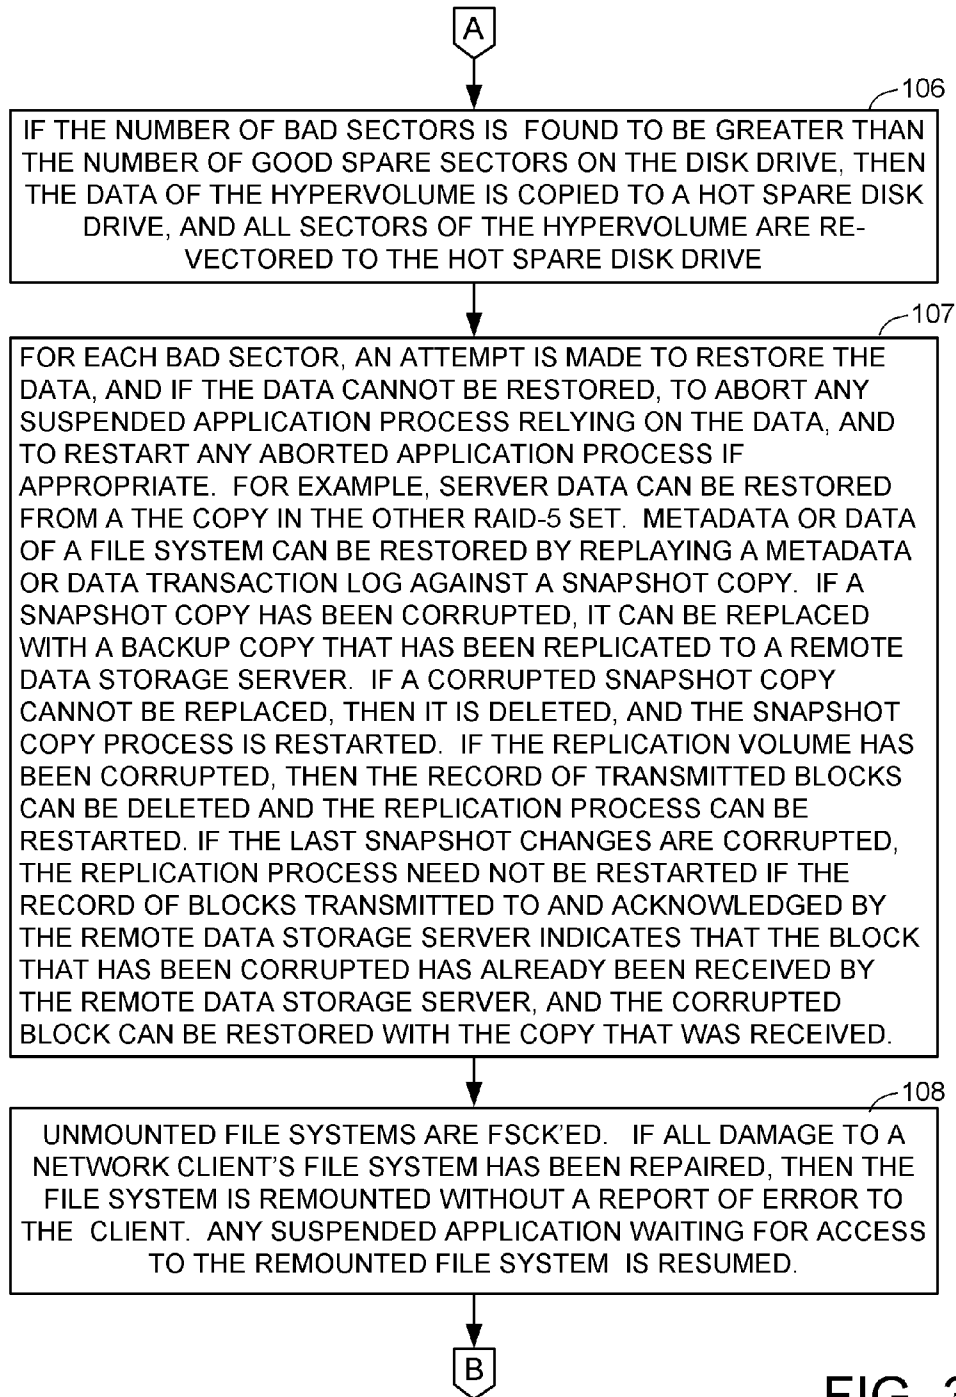 A
106
IF THE NUMBER OF BAD SECTORS IS FOUND TO BE GREATER THAN
THE NUMBER OF GOOD SPARE SECTORS ON THE DISK DRIVE, THEN
THE DATA OF THE HYPERVOLUME IS COPIED TO A HOT SPARE DISK
DRIVE, AND ALL SECTORS OF THE HYPERVOLUME ARE RE-
VECTORED TO THE HOT SPARE DISK DRIVE
107
FOR EACH BAD SECTOR, AN ATTEMPT IS MADE TO RESTORE THE
DATA, AND IF THE DATA CANNOT BE RESTORED, TO ABORT ANY
SUSPENDED APPLICATION PROCESS RELYING ON THE DATA, AND
TO RESTART ANY ABORTED APPLICATION PROCESS IF
APPROPRIATE. FOR EXAMPLE, SERVER DATA CAN BE RESTORED
FROM A THE COPY IN THE OTHER RAID-5 SET. METADATA OR DATA
OF A FILE SYSTEM CAN BE RESTORED BY REPLAYING A METADATA
OR DATA TRANSACTION LOG AGAINST A SNAPSHOT COPY. IF A
SNAPSHOT COPY HAS BEEN CORRUPTED, IT CAN BE REPLACED
WITH A BACKUP COPY THAT HAS BEEN REPLICATED TO A REMOTE
DATA STORAGE SERVER. IF A CORRUPTED SNAPSHOT COPY
CANNOT BE REPLACED, THEN IT IS DELETED, AND THE SNAPSHOT
COPY PROCESS IS RESTARTED. IF THE REPLICATION VOLUME HAS
BEEN CORRUPTED, THEN THE RECORD OF TRANSMITTED BLOCKS
CAN BE DELETED AND THE REPLICATION PROCESS CAN BE
RESTARTED. IF THE LAST SNAPSHOT CHANGES ARE CORRUPTED,
THE REPLICATION PROCESS NEED NOT BE RESTARTED IF THE
RECORD OF BLOCKS TRANSMITTED TO AND ACKNOWLEDGED BY
THE REMOTE DATA STORAGE SERVER INDICATES THAT THE BLOCK
THAT HAS BEEN CORRUPTED HAS ALREADY BEEN RECEIVED BY
THE REMOTE DATA STORAGE SERVER, AND THE CORRUPTED
BLOCK CAN BE RESTORED WITH THE COPY THAT WAS RECEIVED.
108
UNMOUNTED FILE SYSTEMS ARE FSCK'ED. IF ALL DAMAGE TO A
NETWORK CLIENT'S FILE SYSTEM HAS BEEN REPAIRED, THEN THE
FILE SYSTEM IS REMOUNTED WITHOUT A REPORT OF ERROR TO
THE CLIENT. ANY SUSPENDED APPLICATION WAITING FOR ACCESS
TO THE REMOUNTED FILE SYSTEM IS RESUMED.
B
FIG.